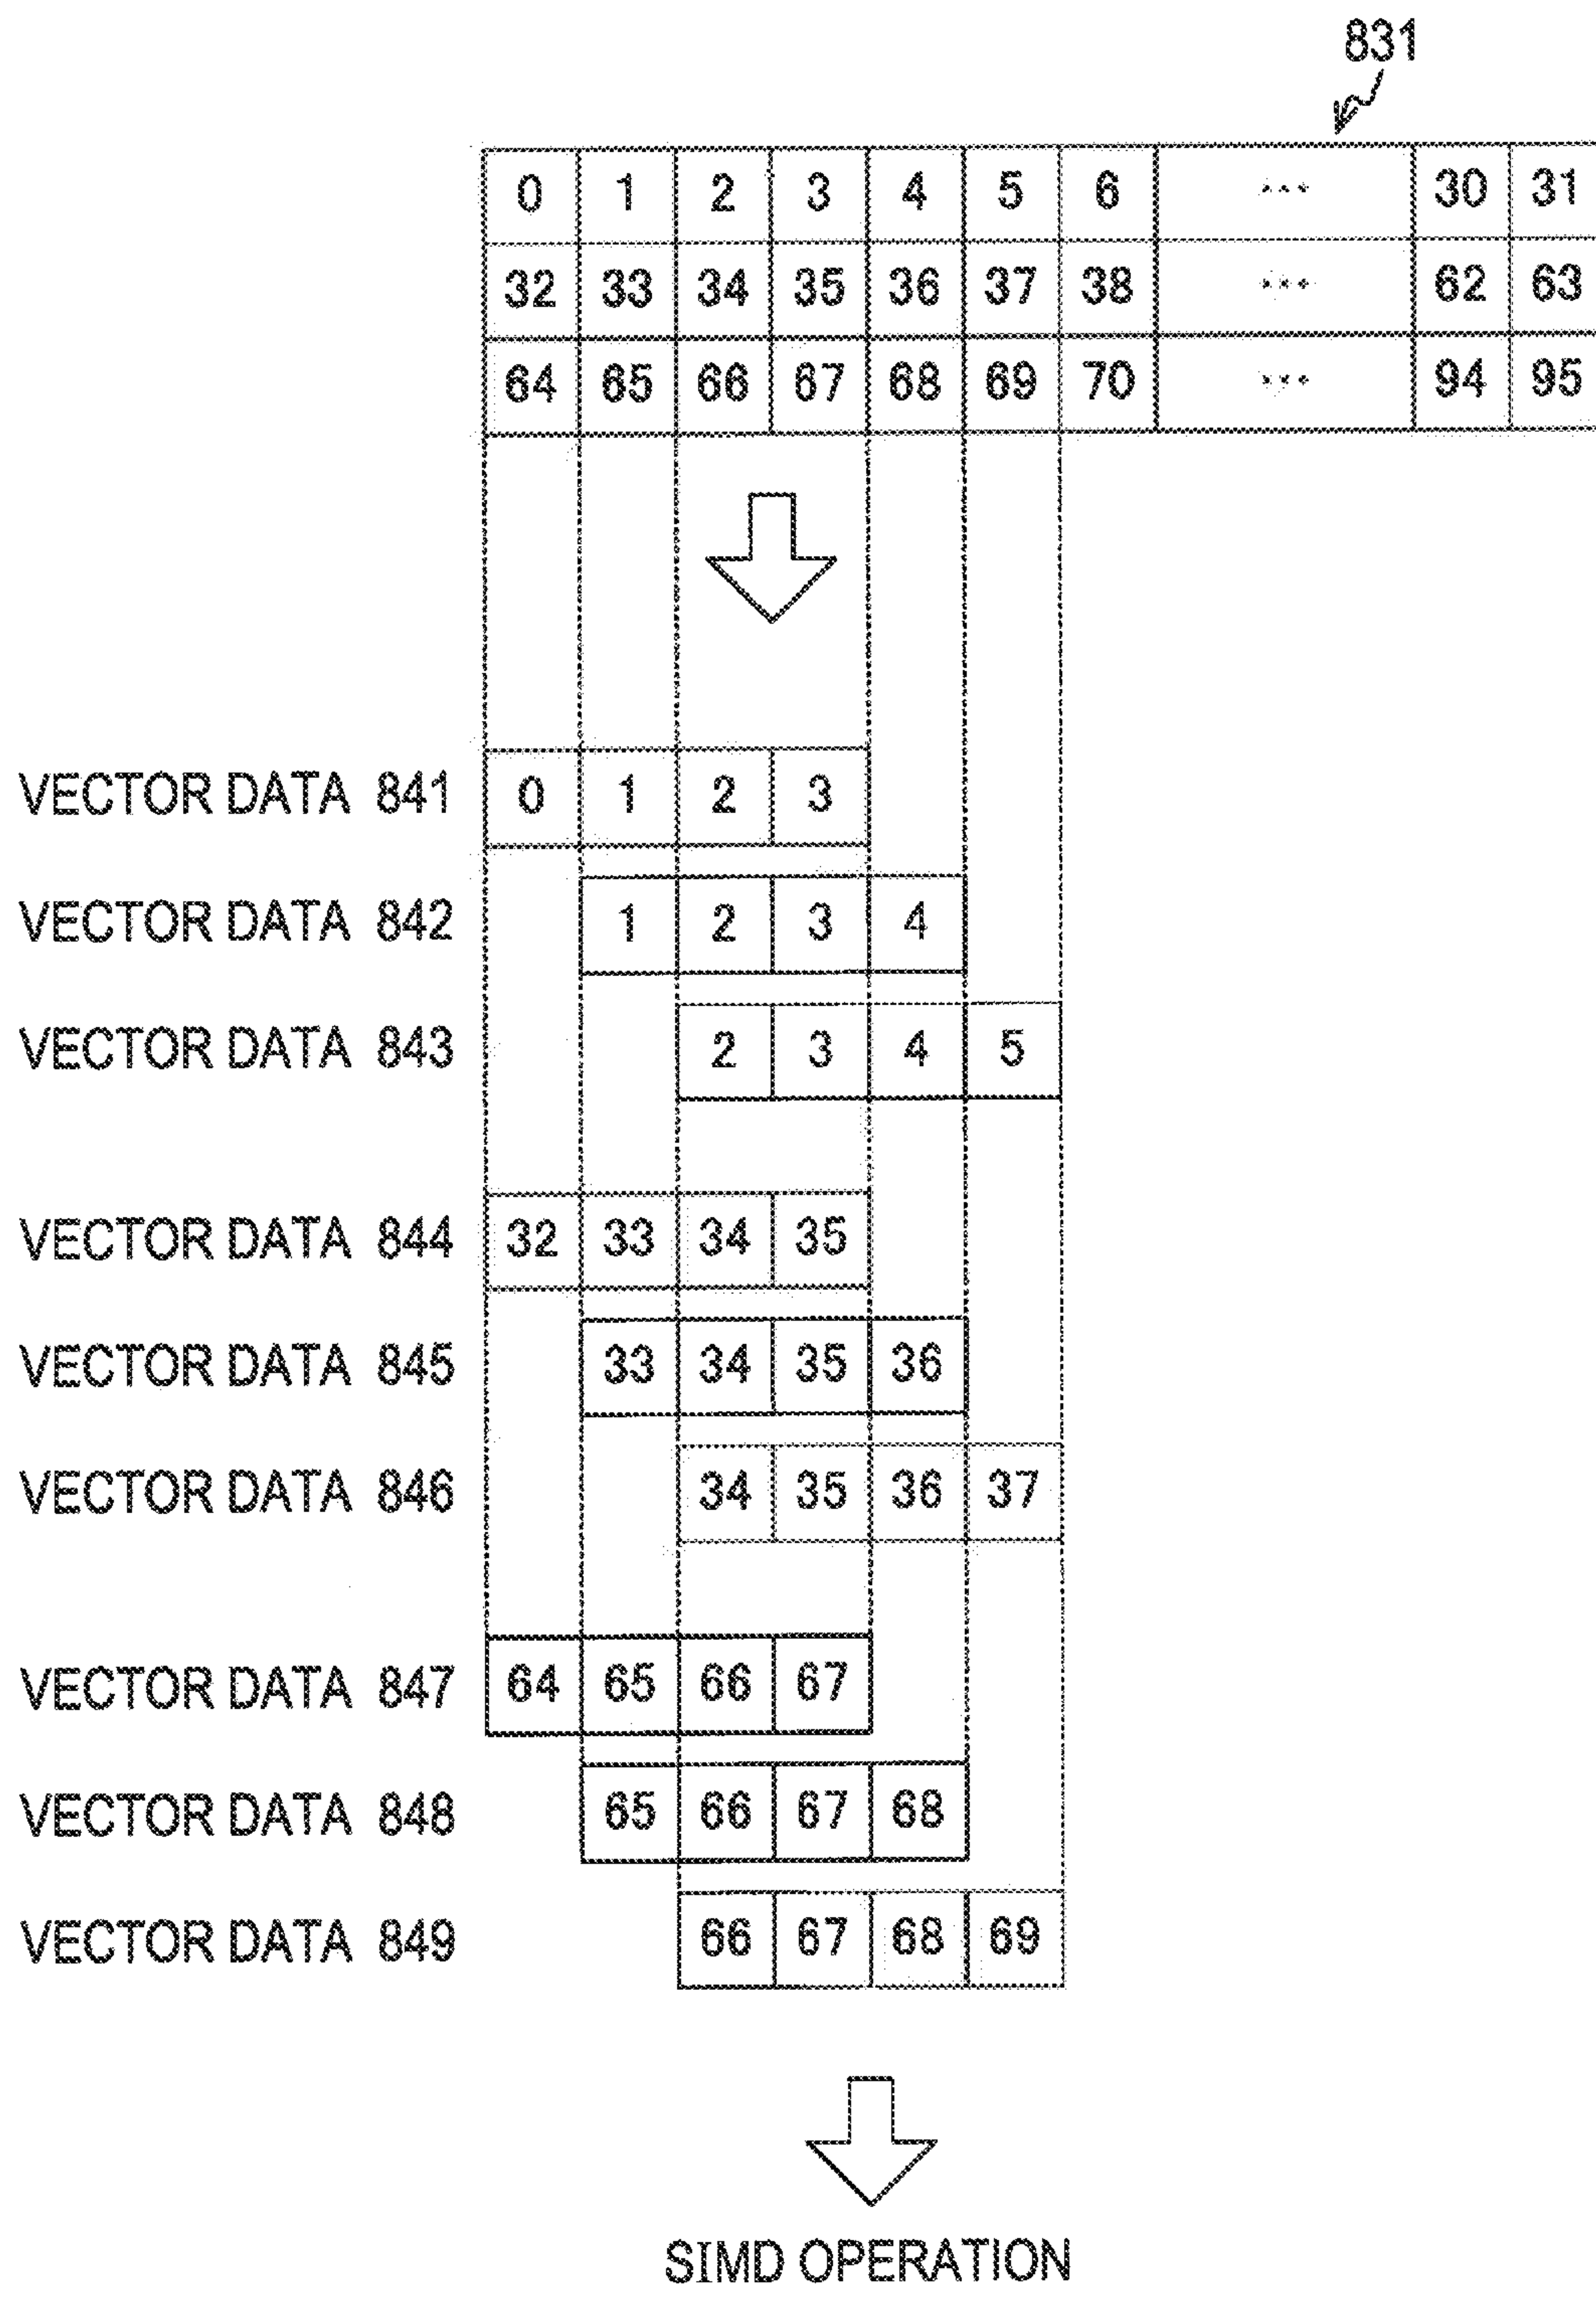 831
0 1 2 3 4 5 6 ... 30 31
32 33 34 35 36 37 38 ... 62 63
64 65 66 67 68 69 70 ... 94 95
VECTOR DATA 841 0 1 2 3
VECTOR DATA 842 1 2 3 4
VECTOR DATA 843 2 3 4 5
VECTOR DATA 844 32 33 34 35
VECTOR DATA 845 33 34 35 36
VECTOR DATA 846 34 35 36 37
VECTOR DATA 847 64 65 66 67
VECTOR DATA 848 65 66 67 68
VECTOR DATA 849 66 67 68 69
SIMD OPERATION